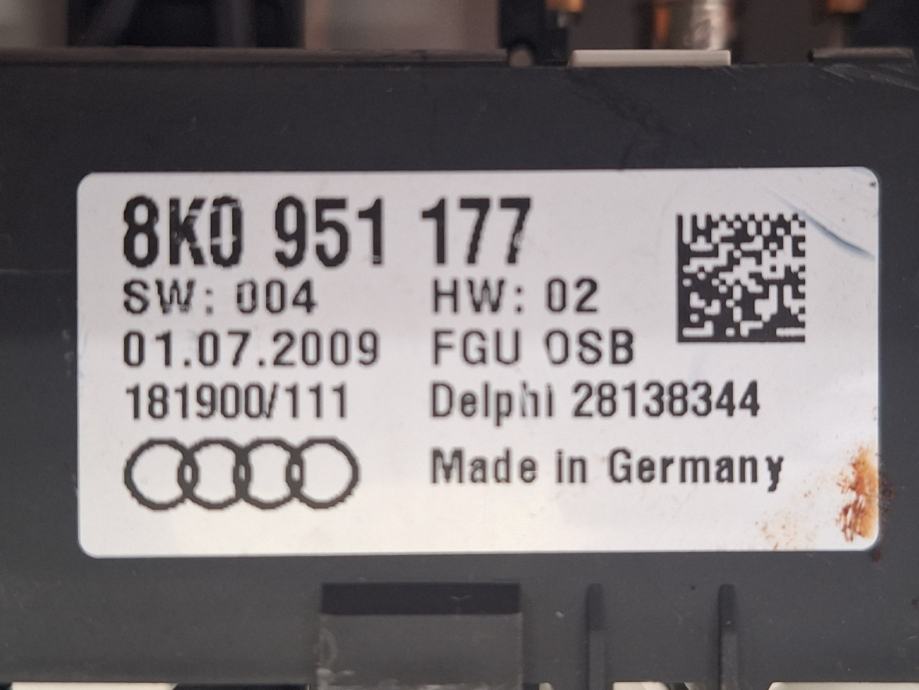 8K0 951 177
SW: 004 HW: 02
01.07.2009 FGU OSB
181900/111 Delphi 28138344
Made in Germany